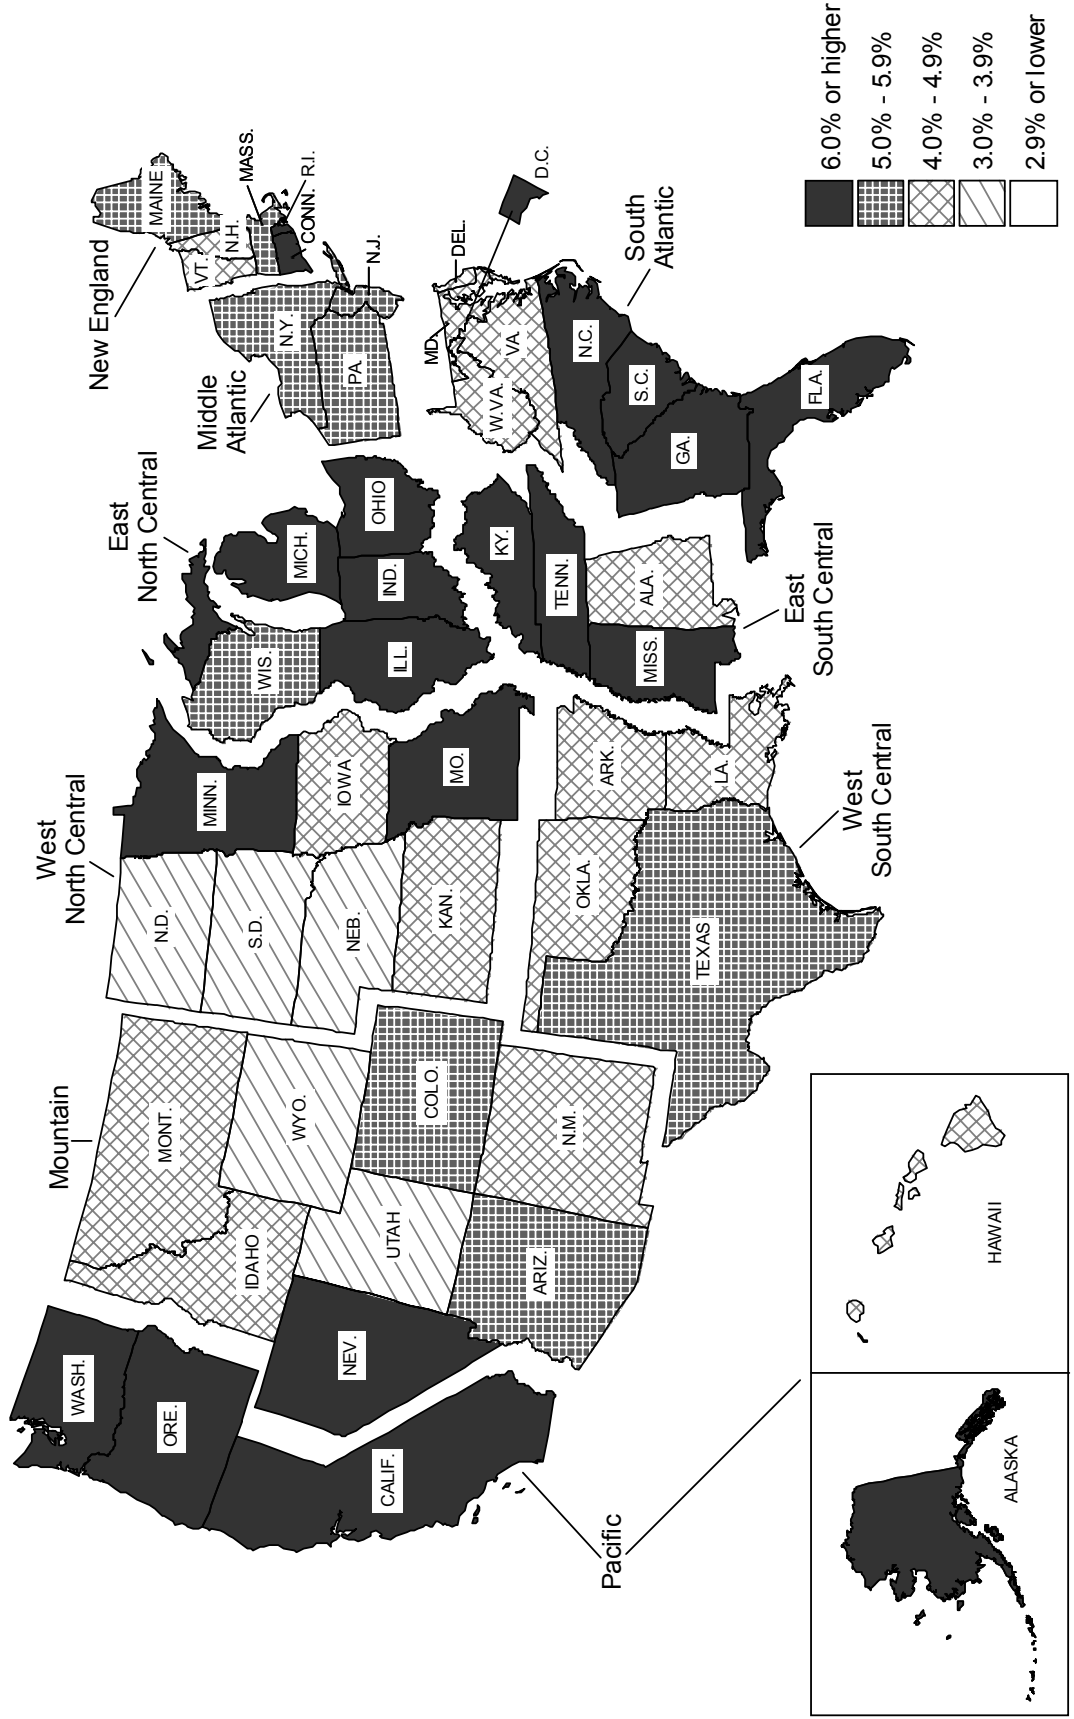 Pacific
Mountain
West
North Central
East
North Central
Middle
Atlantic
New England
West
South Central
East
South Central
South
Atlantic
WASH.
ORE.
CALIF.
NEV.
IDAHO
MONT.
WYO.
UTAH
COLO.
ARIZ.
N.M.
N.D.
S.D.
NEB.
KAN.
MINN.
IOWA
MO.
OKLA.
TEXAS
ARK.
LA.
WIS.
MICH.
ILL.
IND.
OHIO
KY.
TENN.
MISS.
ALA.
GA.
FLA.
S.C.
N.C.
VA.
W.VA.
MD.
DEL.
D.C.
PA.
N.Y.
N.J.
VT.
N.H.
MAINE
MASS.
R.I.
CONN.
ALASKA
HAWAII
6.0% or higher
5.0% - 5.9%
4.0% - 4.9%
3.0% - 3.9%
2.9% or lower